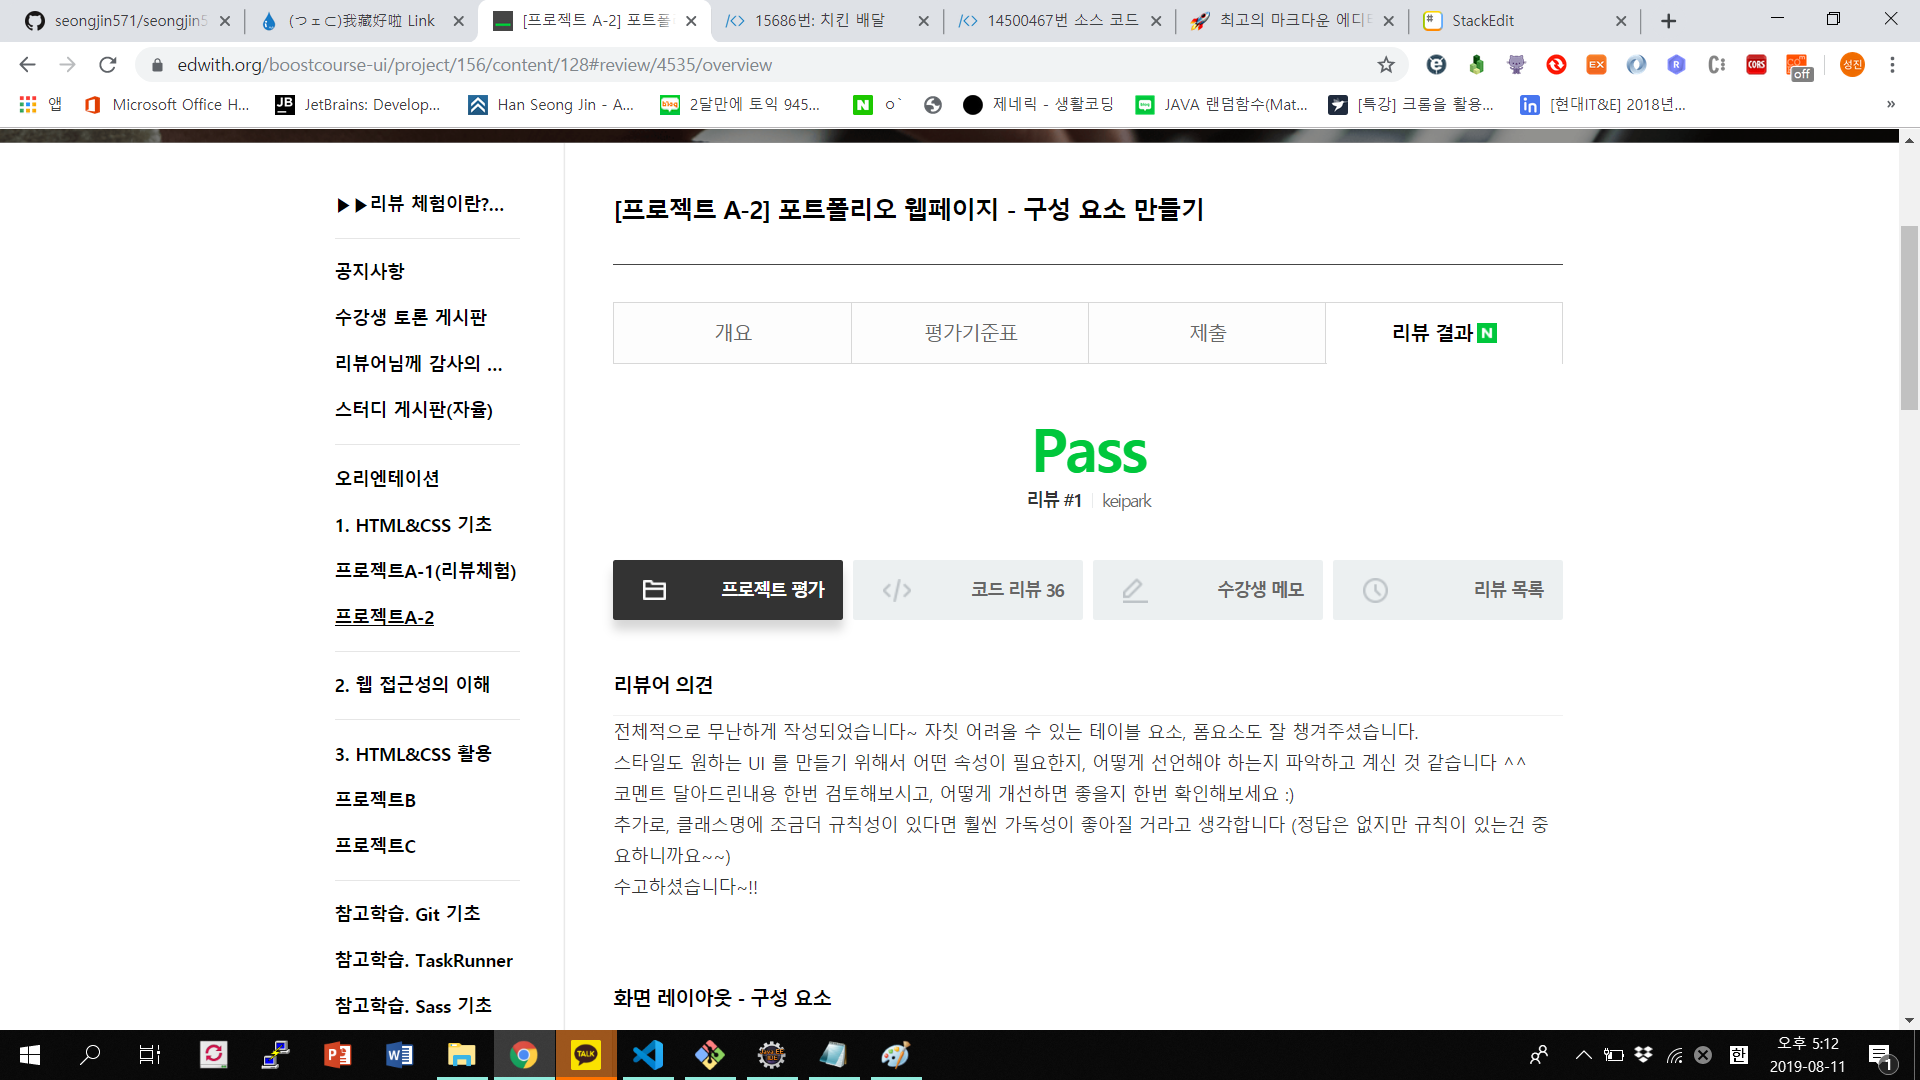 seongjin571/seongjin5
(つェ⊂)我藏好啦 Link
[프로젝트 A-2] 포트폴
15686번: 치킨 배달
14500467번 소스 코드
최고의 마크다운 에디
StackEdit
edwith.org/boostcourse-ui/project/156/content/128#review/4535/overview
EX
R
CORS
off
성진
앱
Microsoft Office H...
JetBrains: Develop...
Han Seong Jin - A...
2달만에 토익 945...
ㅇ`
제네릭 - 생활코딩
JAVA 랜덤함수(Mat...
[특강] 크롬을 활용...
[현대IT&E] 2018년...
»
▶▶리뷰 체험이란?...
공지사항
수강생 토론 게시판
리뷰어님께 감사의 ...
스터디 게시판(자율)
오리엔테이션
1. HTML&CSS 기초
프로젝트A-1(리뷰체험)
프로젝트A-2
2. 웹 접근성의 이해
3. HTML&CSS 활용
프로젝트B
프로젝트C
참고학습. Git 기초
참고학습. TaskRunner
참고학습. Sass 기초
[프로젝트 A-2] 포트폴리오 웹페이지 - 구성 요소 만들기
개요
평가기준표
제출
리뷰 결과 N
Pass
리뷰 #1 | keipark
프로젝트 평가
코드 리뷰 36
수강생 메모
리뷰 목록
리뷰어 의견
전체적으로 무난하게 작성되었습니다~ 자칫 어려울 수 있는 테이블 요소, 폼요소도 잘 챙겨주셨습니다.
스타일도 원하는 UI 를 만들기 위해서 어떤 속성이 필요한지, 어떻게 선언해야 하는지 파악하고 계신 것 같습니다 ^^
코멘트 달아드린내용 한번 검토해보시고, 어떻게 개선하면 좋을지 한번 확인해보세요 :)
추가로, 클래스명에 조금더 규칙성이 있다면 훨씬 가독성이 좋아질 거라고 생각합니다 (정답은 없지만 규칙이 있는건 중
요하니까요~~)
수고하셨습니다~!!
화면 레이아웃 - 구성 요소
TALK
한
오후 5:12
2019-08-11
1